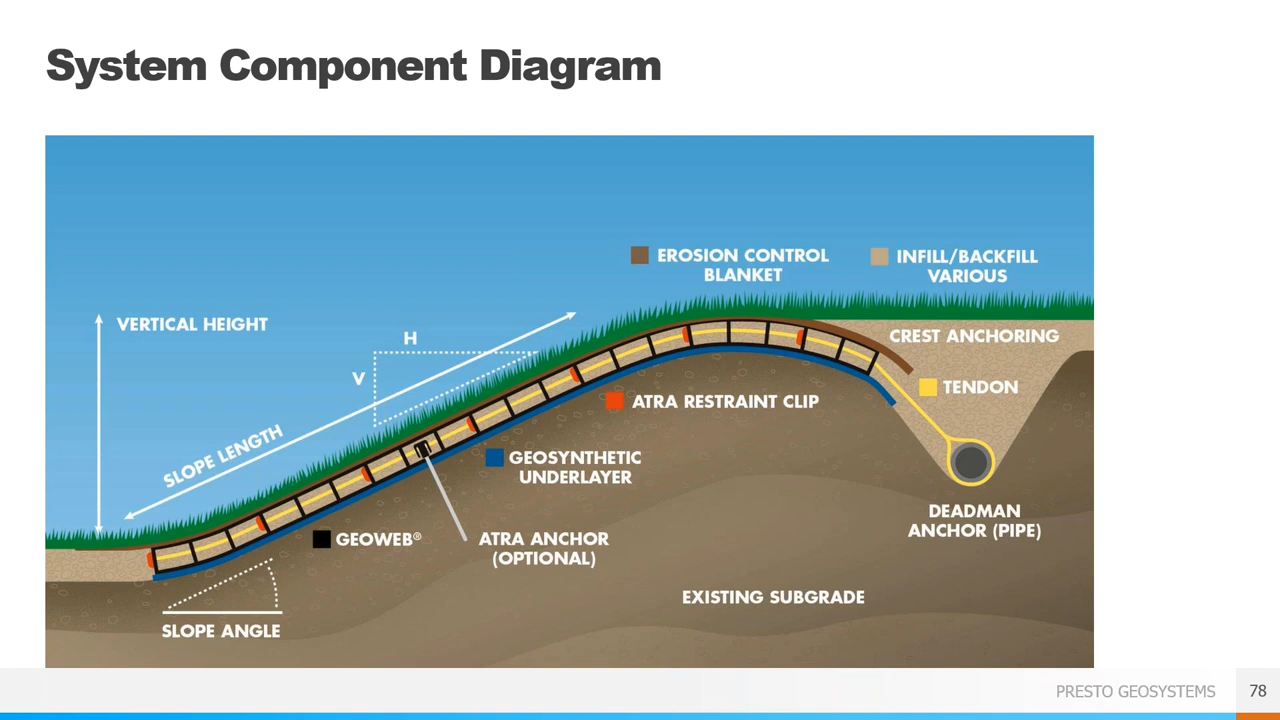 System Component Diagram
EROSION CONTROL
BLANKET
INFILL/BACKFILL
VARIOUS
VERTICAL HEIGHT
H
V
CREST ANCHORING
TENDON
ATRA RESTRAINT CLIP
SLOPE LENGTH
GEOSYNTHETIC
UNDERLAYER
DEADMAN
ANCHOR (PIPE)
GEOWEB®
ATRA ANCHOR
(OPTIONAL)
EXISTING SUBGRADE
SLOPE ANGLE
PRESTO GEOSYSTEMS
78